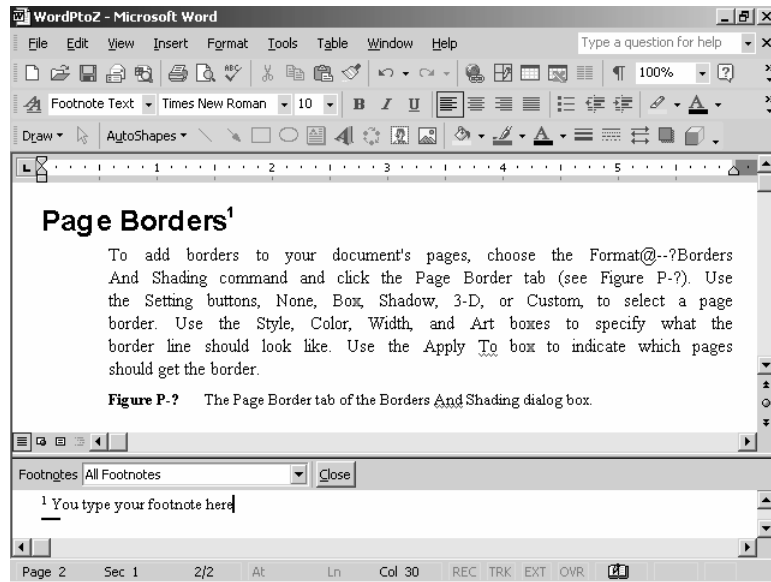 WordPtoZ - Microsoft Word
File Edit View Insert Format Tools Table Window Help Type a question for help
ABC ¶ 100%
Footnote Text Times New Roman 10 B I U A
Draw AutoShapes A
1 2 3 4 5
Page Borders¹
To add borders to your document's pages, choose the Format@--?Borders
And Shading command and click the Page Border tab (see Figure P-?). Use
the Setting buttons, None, Box, Shadow, 3-D, or Custom, to select a page
border. Use the Style, Color, Width, and Art boxes to specify what the
border line should look like. Use the Apply To box to indicate which pages
should get the border.
Figure P-? The Page Border tab of the Borders And Shading dialog box.
Footnotes All Footnotes Close
¹ You type your footnote here
Page 2 Sec 1 2/2 At Ln Col 30 REC TRK EXT OVR